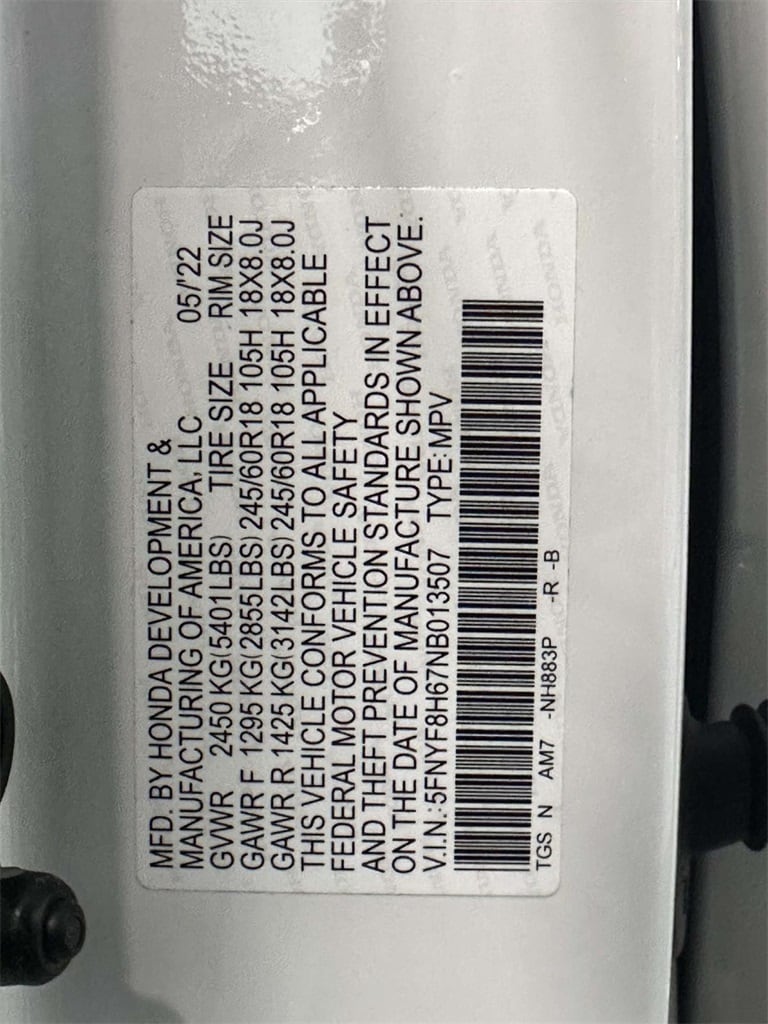 MFD. BY HONDA DEVELOPMENT &
MANUFACTURING OF AMERICA, LLC 05/'22
GVWR 2450 KG(5401LBS) TIRE SIZE RIM SIZE
GAWR F 1295 KG(2855LBS) 245/60R18 105H 18X8.0J
GAWR R 1425 KG(3142LBS) 245/60R18 105H 18X8.0J
THIS VEHICLE CONFORMS TO ALL APPLICABLE
FEDERAL MOTOR VEHICLE SAFETY
AND THEFT PREVENTION STANDARDS IN EFFECT
ON THE DATE OF MANUFACTURE SHOWN ABOVE.
V.I.N.:5FNYF8H67NB013507 TYPE:MPV
TGS N AM7 -NH883P -R -B